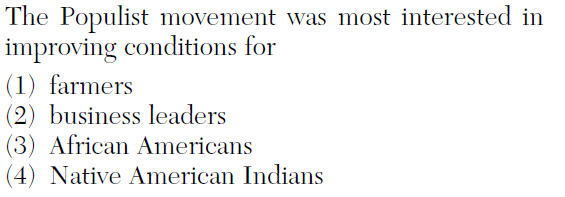 The Populist movement was most interested in
improving conditions for
(1) farmers
(2) business leaders
(3) African Americans
(4) Native American Indians